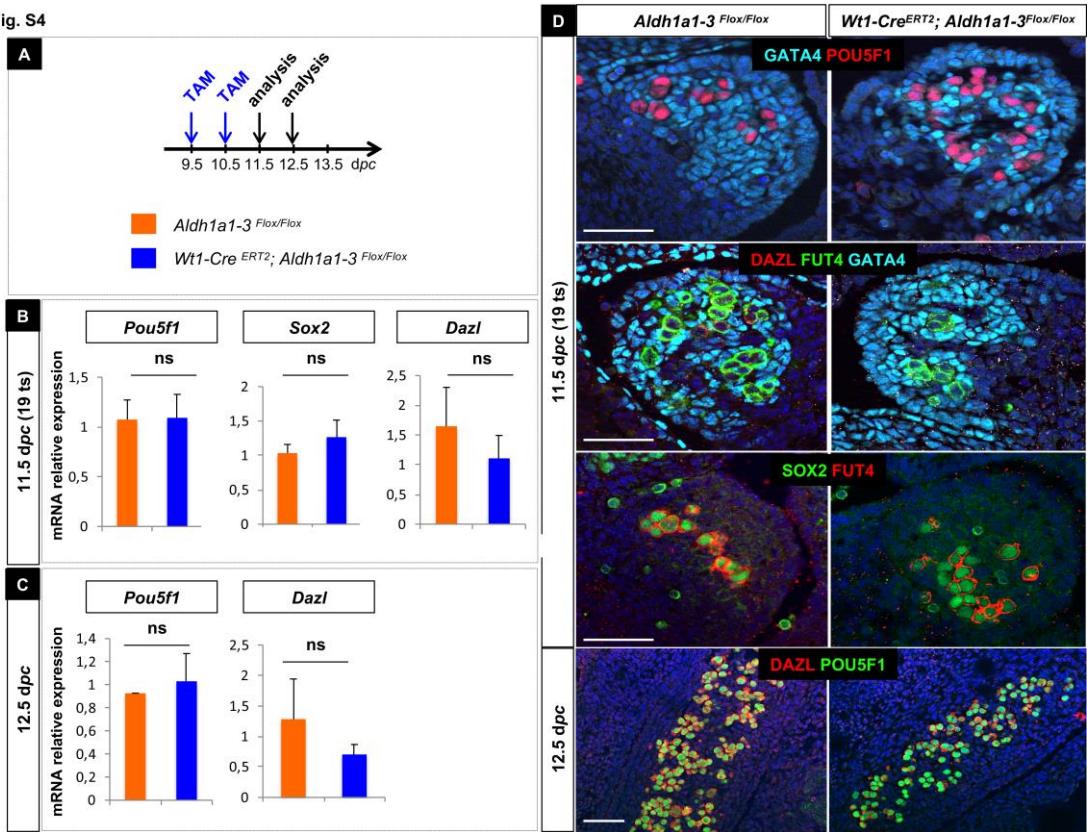 ig. S4
A
TAM
TAM
analysis
analysis
9.5 10.5 11.5 12.5 13.5 dpc
Aldh1a1-3 Flox/Flox
Wt1-Cre ERT2; Aldh1a1-3 Flox/Flox
B
11.5 dpc (19 ts)
mRNA relative expression
Pou5f1
ns
1,5
1
0,5
0
Sox2
ns
2
1,5
1
0,5
0
Dazl
ns
2,5
2
1,5
1
0,5
0
C
12.5 dpc
mRNA relative expression
Pou5f1
ns
1,4
1,2
1
0,8
0,6
0,4
0,2
0
Dazl
ns
2,5
2
1,5
1
0,5
0
D
Aldh1a1-3 Flox/Flox
Wt1-CreERT2; Aldh1a1-3Flox/Flox
11.5 dpc (19 ts)
GATA4 POU5F1
DAZL FUT4 GATA4
SOX2 FUT4
12.5 dpc
DAZL POU5F1